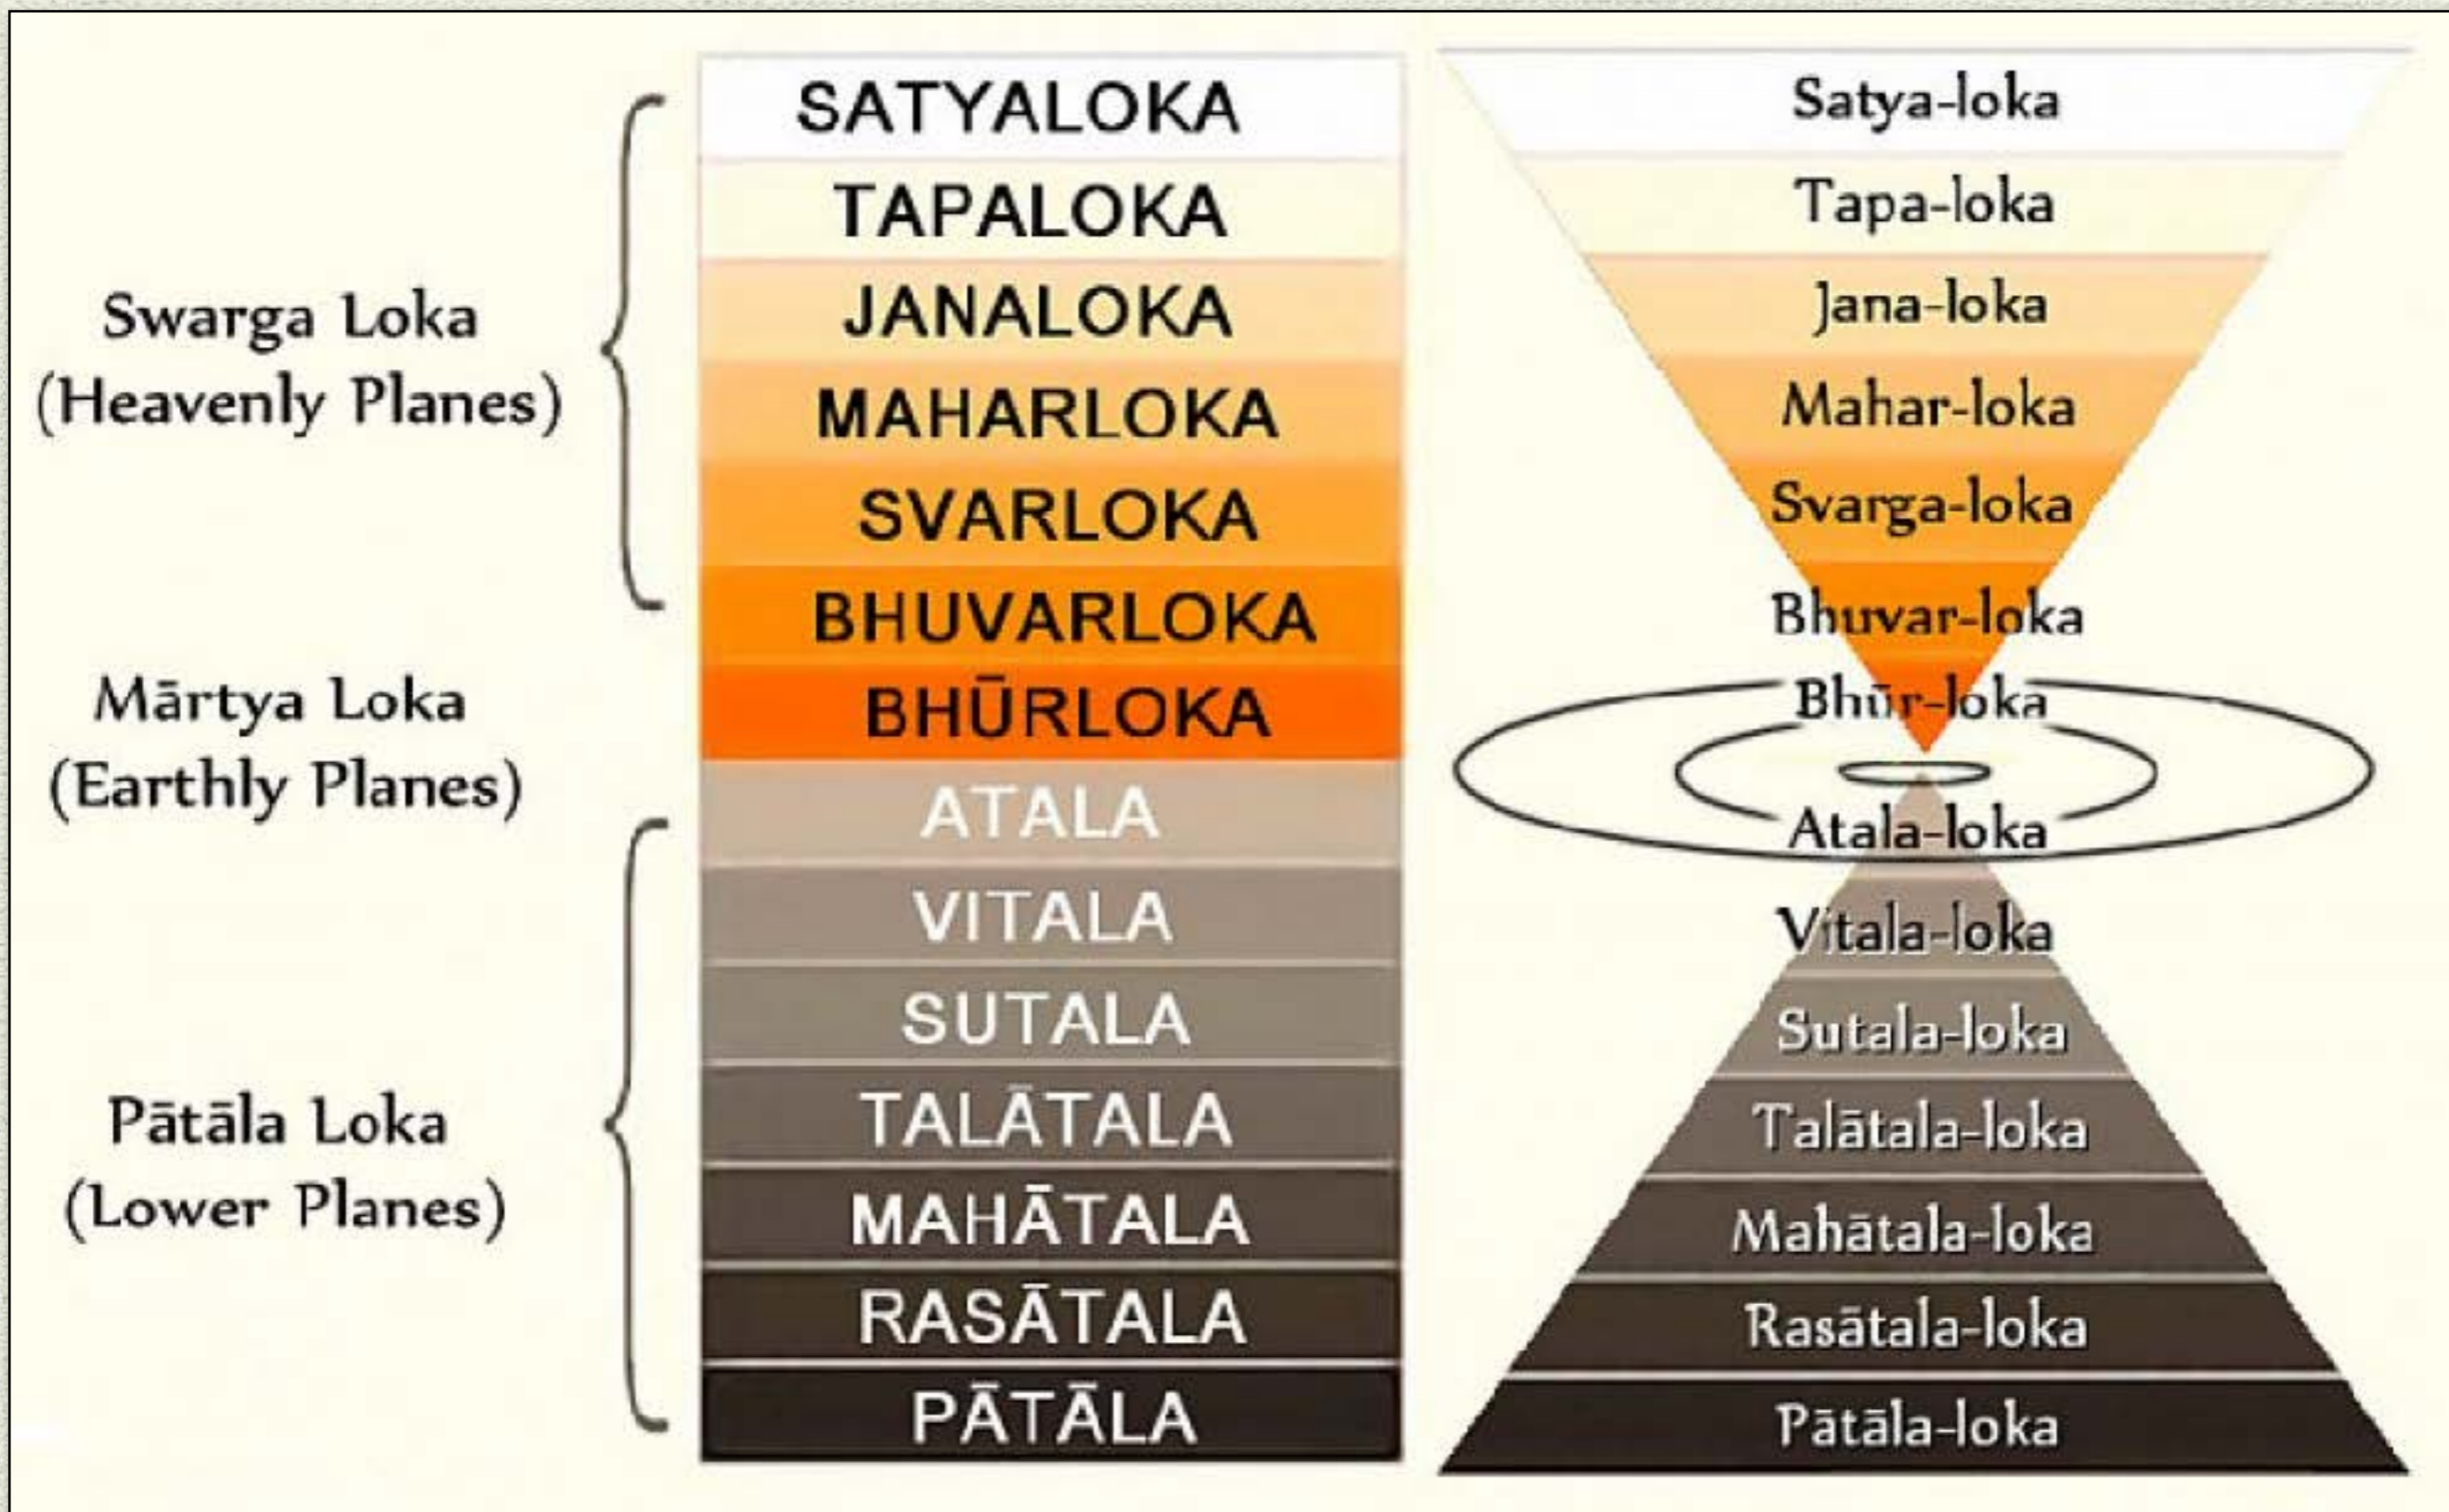 Swarga Loka
(Heavenly Planes)
Mārtya Loka
(Earthly Planes)
Pātāla Loka
(Lower Planes)
SATYALOKA
TAPALOKA
JANALOKA
MAHARLOKA
SVARLOKA
BHUVARLOKA
BHŪRLOKA
ATALA
VITALA
SUTALA
TALĀTALA
MAHĀTALA
RASĀTALA
PĀTĀLA
Satya-loka
Tapa-loka
Jana-loka
Mahar-loka
Svarga-loka
Bhuvar-loka
Bhūr-loka
Atala-loka
Vitala-loka
Sutala-loka
Talātala-loka
Mahātala-loka
Rasātala-loka
Pātāla-loka